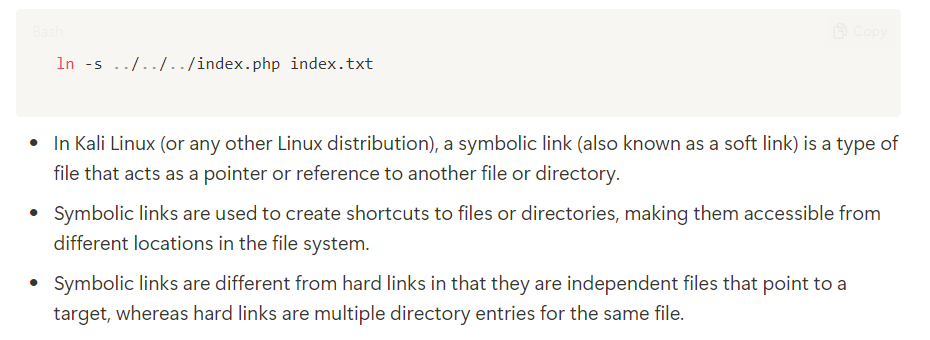 Bash
Copy
ln -s ../../../index.php index.txt
• In Kali Linux (or any other Linux distribution), a symbolic link (also known as a soft link) is a type of
file that acts as a pointer or reference to another file or directory.
• Symbolic links are used to create shortcuts to files or directories, making them accessible from
different locations in the file system.
• Symbolic links are different from hard links in that they are independent files that point to a
target, whereas hard links are multiple directory entries for the same file.